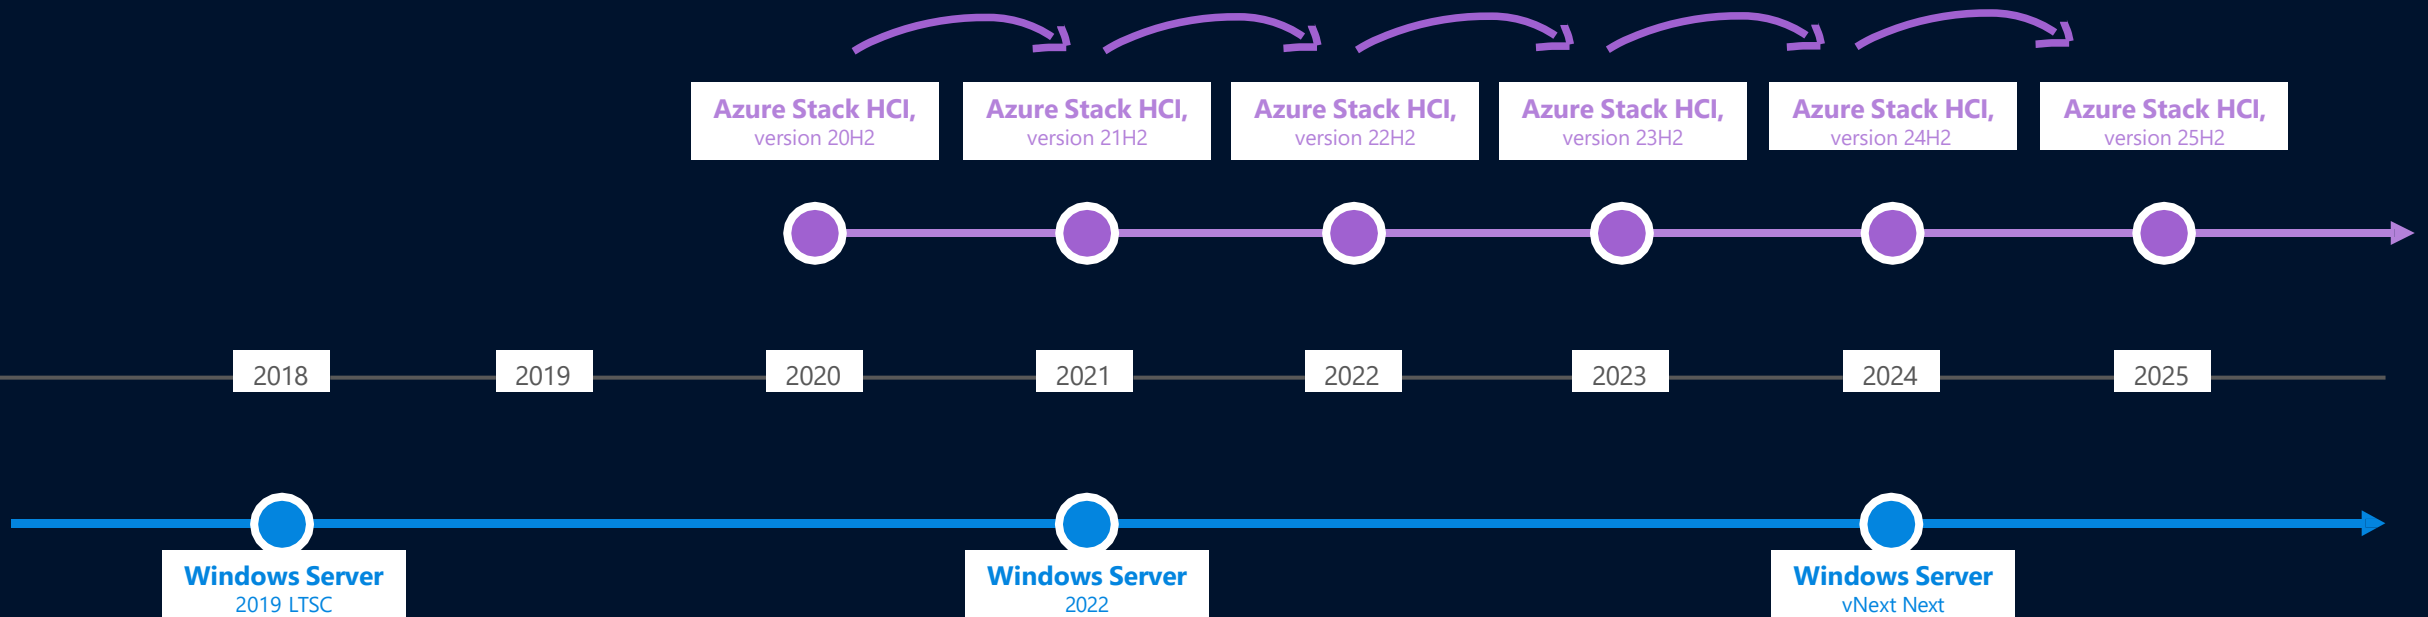 Azure Stack HCI,
version 20H2
Azure Stack HCI,
version 21H2
Azure Stack HCI,
version 22H2
Azure Stack HCI,
version 23H2
Azure Stack HCI,
version 24H2
Azure Stack HCI,
version 25H2
2018
2019
2020
2021
2022
2023
2024
2025
Windows Server
2019 LTSC
Windows Server
2022
Windows Server
vNext Next